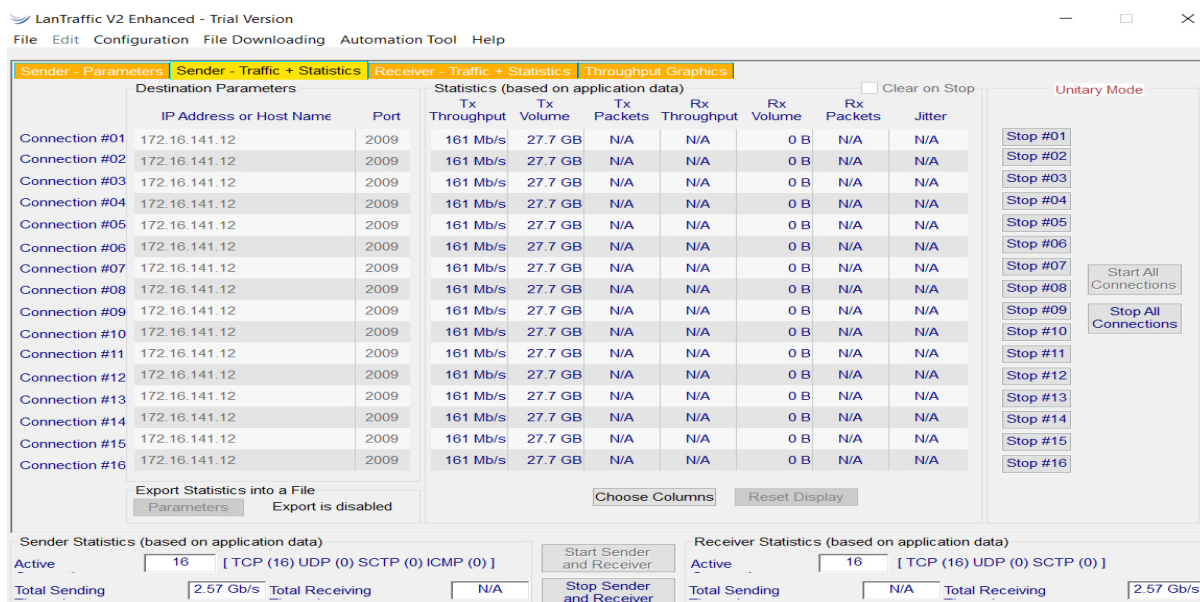 LanTraffic V2 Enhanced - Trial Version
File Edit Configuration File Downloading Automation Tool Help
Sender - Parameters Sender - Traffic + Statistics Receiver - Traffic + Statistics Throughput Graphics
Destination Parameters Statistics (based on application data) Clear on Stop Unitary Mode
Tx Tx Tx Rx Rx Rx
IP Address or Host Name Port Throughput Volume Packets Throughput Volume Packets Jitter
Connection #01 172.16.141.12 2009 161 Mb/s 27.7 GB N/A N/A 0 B N/A N/A Stop #01
Connection #02 172.16.141.12 2009 161 Mb/s 27.7 GB N/A N/A 0 B N/A N/A Stop #02
Connection #03 172.16.141.12 2009 161 Mb/s 27.7 GB N/A N/A 0 B N/A N/A Stop #03
Connection #04 172.16.141.12 2009 161 Mb/s 27.7 GB N/A N/A 0 B N/A N/A Stop #04
Connection #05 172.16.141.12 2009 161 Mb/s 27.7 GB N/A N/A 0 B N/A N/A Stop #05
Connection #06 172.16.141.12 2009 161 Mb/s 27.7 GB N/A N/A 0 B N/A N/A Stop #06
Connection #07 172.16.141.12 2009 161 Mb/s 27.7 GB N/A N/A 0 B N/A N/A Stop #07
Start All
Connections
Connection #08 172.16.141.12 2009 161 Mb/s 27.7 GB N/A N/A 0 B N/A N/A Stop #08
Connection #09 172.16.141.12 2009 161 Mb/s 27.7 GB N/A N/A 0 B N/A N/A Stop #09
Stop All
Connections
Connection #10 172.16.141.12 2009 161 Mb/s 27.7 GB N/A N/A 0 B N/A N/A Stop #10
Connection #11 172.16.141.12 2009 161 Mb/s 27.7 GB N/A N/A 0 B N/A N/A Stop #11
Connection #12 172.16.141.12 2009 161 Mb/s 27.7 GB N/A N/A 0 B N/A N/A Stop #12
Connection #13 172.16.141.12 2009 161 Mb/s 27.7 GB N/A N/A 0 B N/A N/A Stop #13
Connection #14 172.16.141.12 2009 161 Mb/s 27.7 GB N/A N/A 0 B N/A N/A Stop #14
Connection #15 172.16.141.12 2009 161 Mb/s 27.7 GB N/A N/A 0 B N/A N/A Stop #15
Connection #16 172.16.141.12 2009 161 Mb/s 27.7 GB N/A N/A 0 B N/A N/A Stop #16
Export Statistics into a File
Parameters Export is disabled Choose Columns Reset Display
Sender Statistics (based on application data)
Active 16 [ TCP (16) UDP (0) SCTP (0) ICMP (0) ]
Total Sending 2.57 Gb/s Total Receiving N/A
Start Sender
and Receiver
Stop Sender
and Receiver
Receiver Statistics (based on application data)
Active 16 [ TCP (16) UDP (0) SCTP (0) ]
Total Sending N/A Total Receiving 2.57 Gb/s